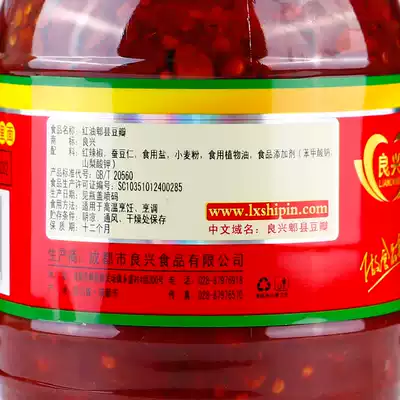 食品名称：红油郫县豆瓣
商标：良兴
配料：红辣椒，蚕豆仁，食用盐，小麦粉，食用植物油，食品添加剂（苯甲酸钠，
山梨酸钾）
产品标准号：GB/T 20560
食品生产许可证编号：SC10351012400285
生产日期：见瓶盖喷码
食用方法：适用于高温烹饪、烹调
贮存条件：阴凉、通风、干燥处保存
保质期：十二个月
www.lxshipin.com
中文域名：良兴郫县豆瓣
生产商：成都市良兴食品有限公司
028-87976918
028-87976570
良兴